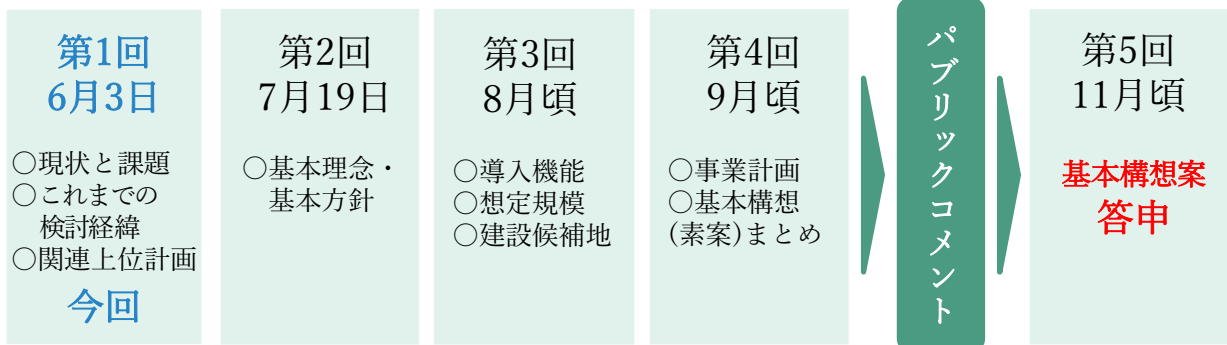 第1回
6月3日
○現状と課題
○これまでの
検討経緯
○関連上位計画
今回
第2回
7月19日
○基本理念・
基本方針
第3回
8月頃
○導入機能
○想定規模
○建設候補地
第4回
9月頃
○事業計画
○基本構想
(素案)まとめ
パブリックコメント
第5回
11月頃
基本構想案
答申